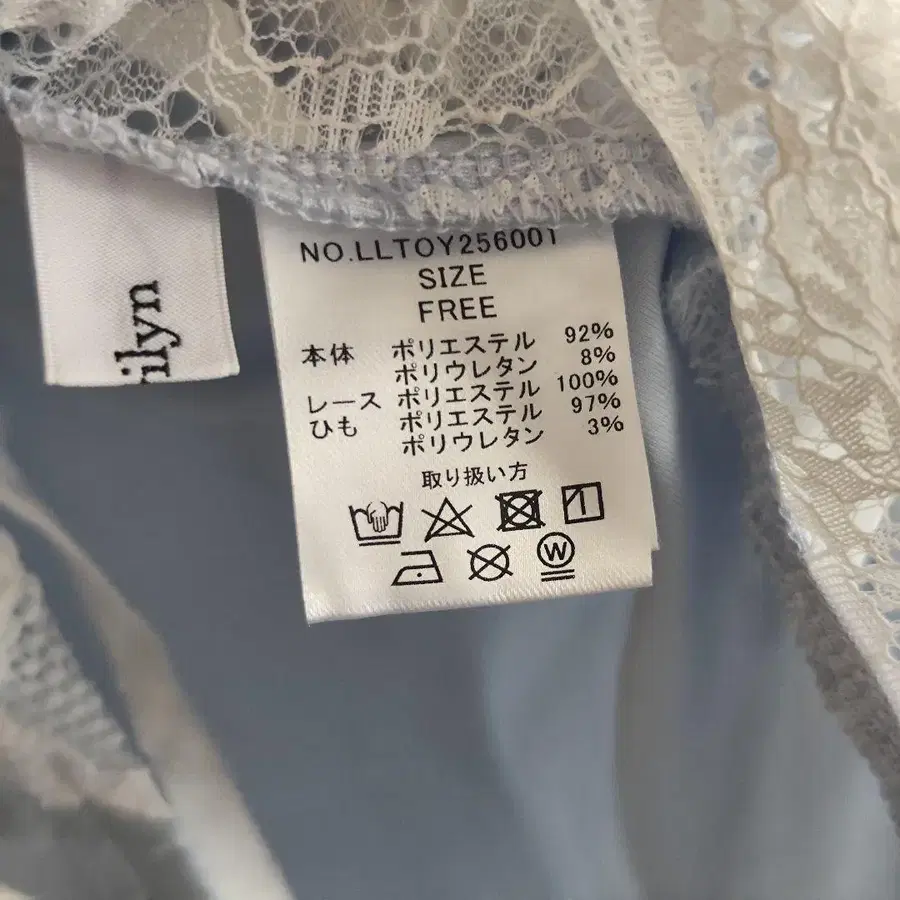 NO.LLTOY256001
SIZE
FREE
本体 ポリエステル 92%
ポリウレタン 8%
レース ポリエステル 100%
ひも ポリエステル 97%
ポリウレタン 3%
取り扱い方
W
ilyn